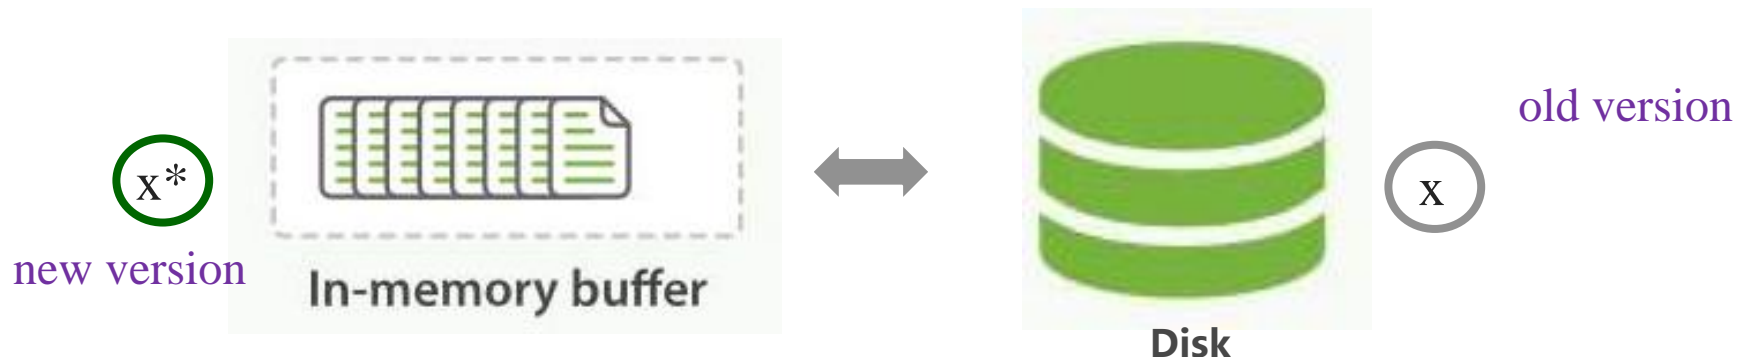 x*
new version
In-memory buffer
Disk
old version
x